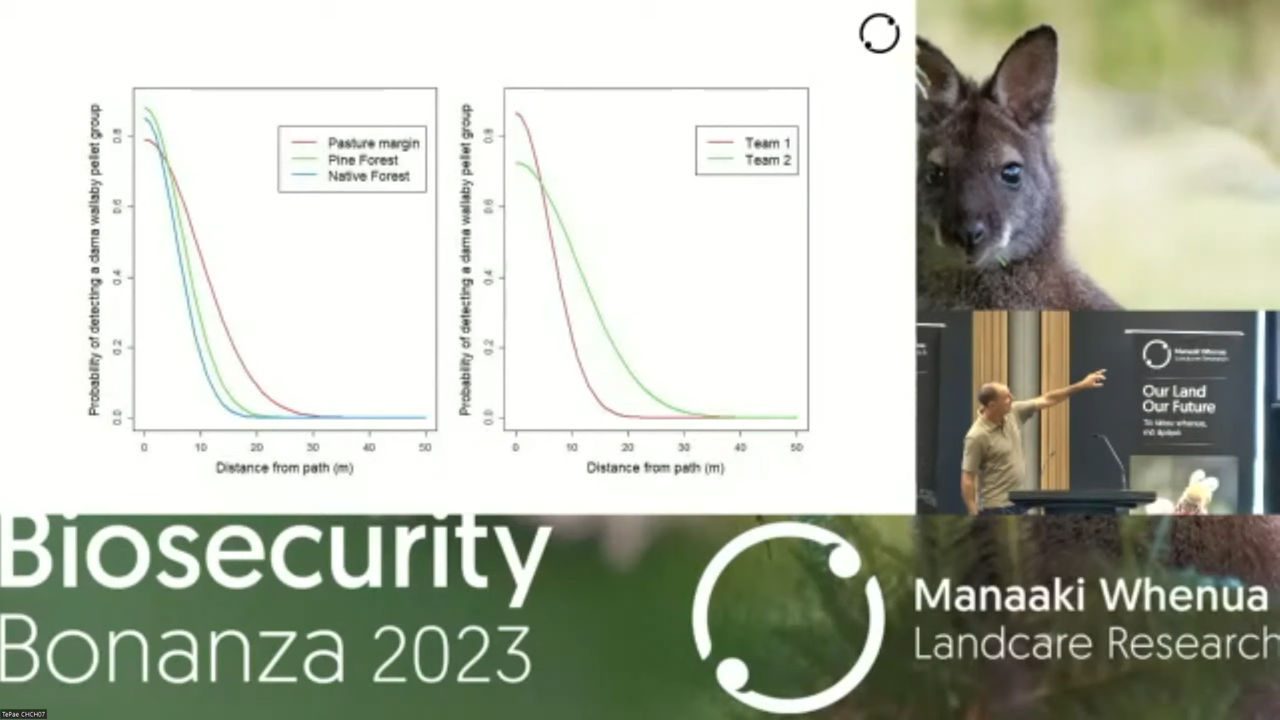 Probability of detecting a dama wallaby pellet group
0.8
0.6
0.4
0.2
0.0
Pasture margin
Pine Forest
Native Forest
0 10 20 30 40 50
Distance from path (m)
Probability of detecting a dama wallaby pellet group
0.8
0.6
0.4
0.2
0.0
Team 1
Team 2
0 10 20 30 40 50
Distance from path (m)
Manaaki Whenua
Landcare Research
Our Land
Our Future
Biosecurity
Bonanza 2023
Manaaki Whenua
Landcare Research
TePae CHCH07